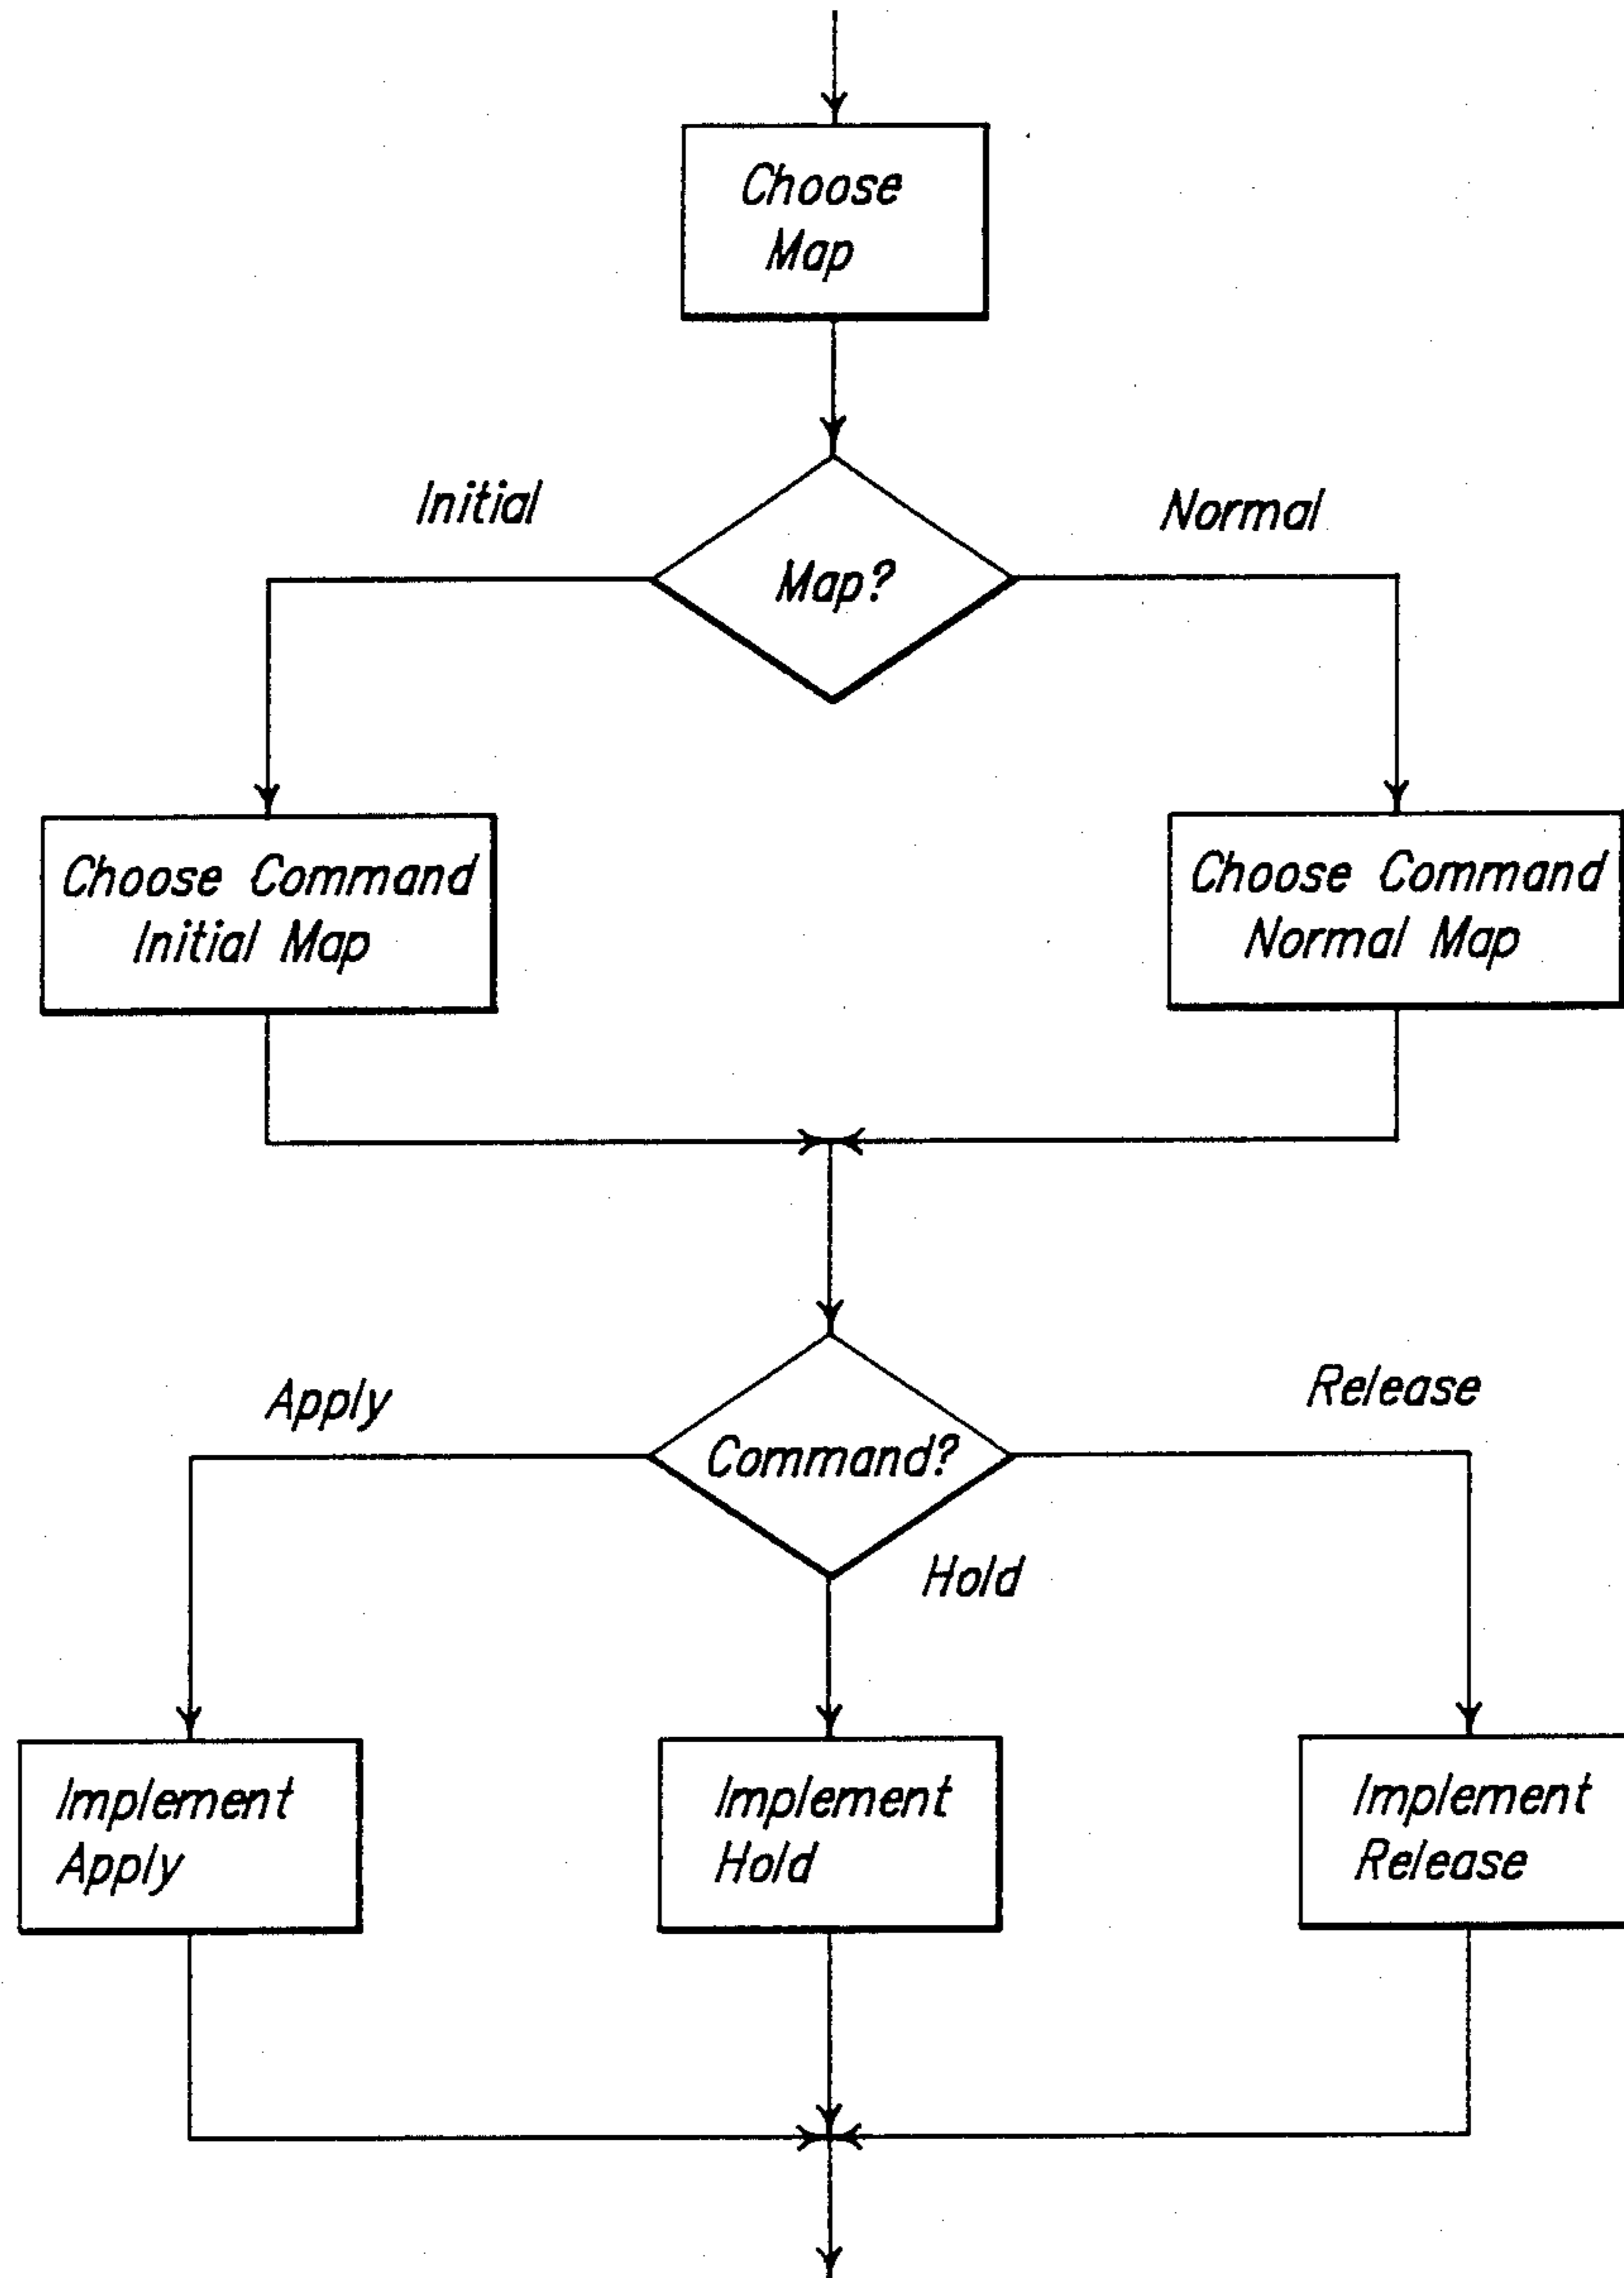 Choose
Map
Initial
Normal
Map?
Choose Command
Initial Map
Choose Command
Normal Map
Apply
Release
Command?
Hold
Implement
Apply
Implement
Hold
Implement
Release